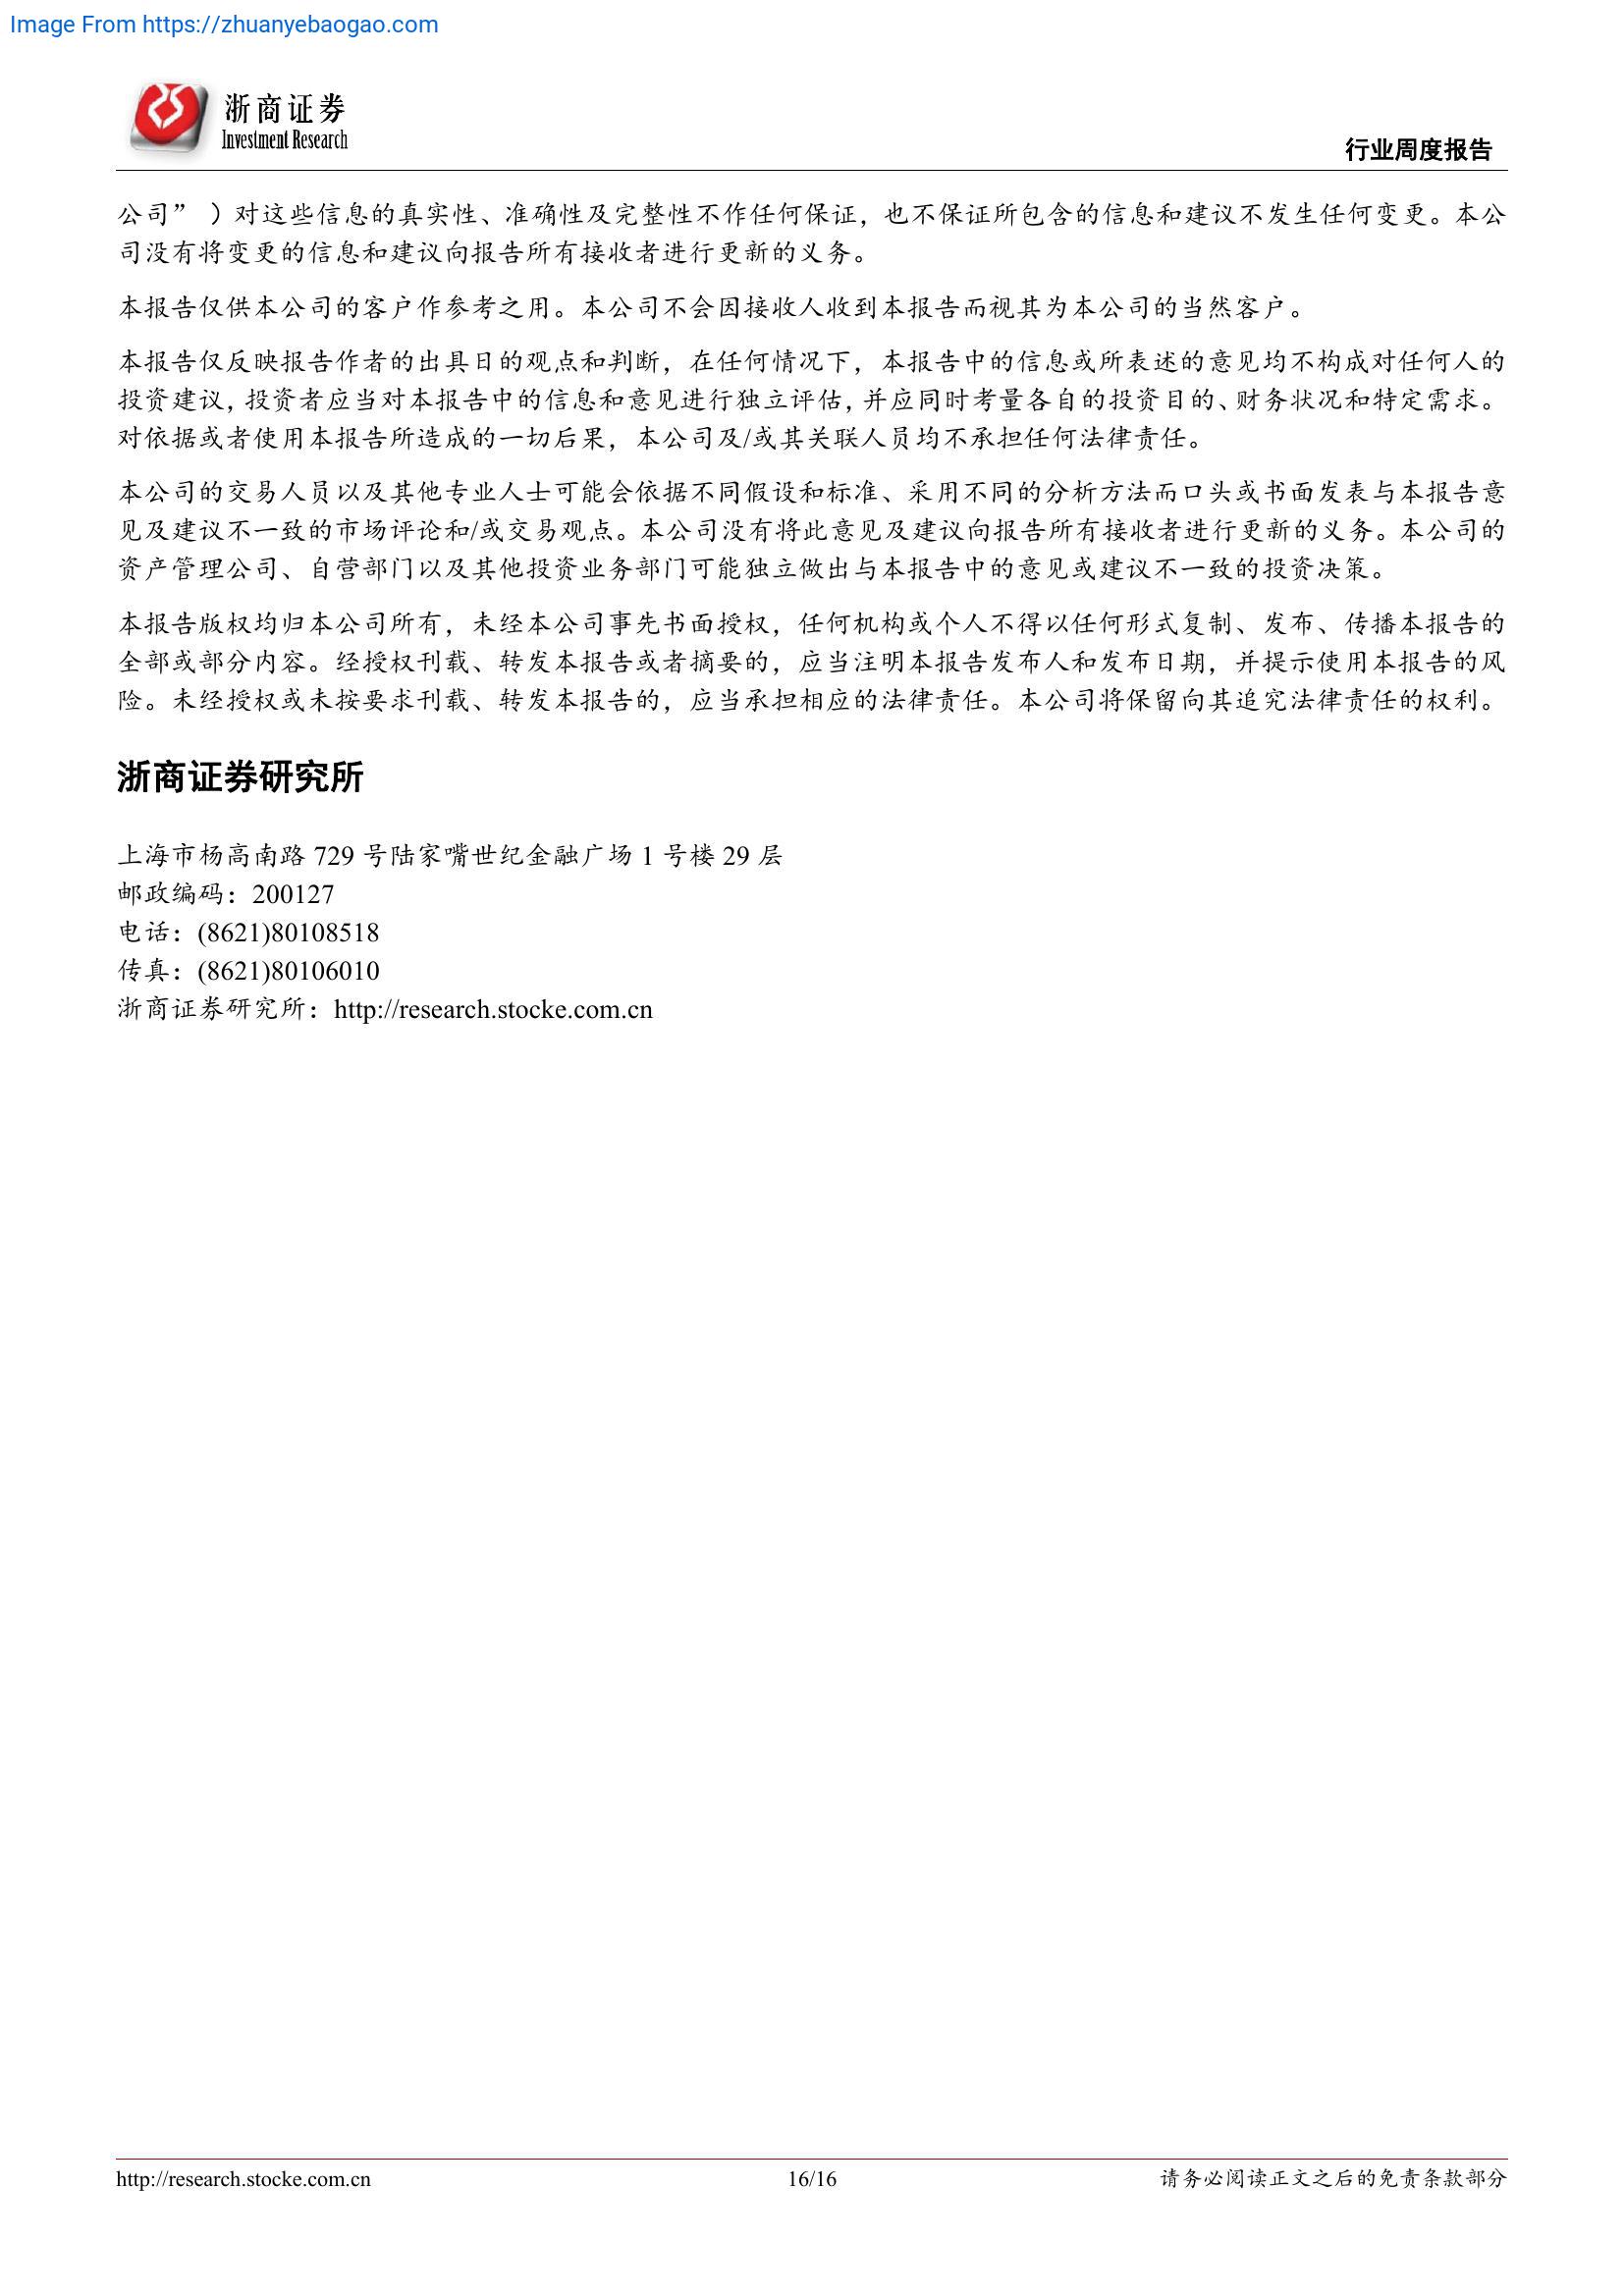 Image From https://zhuanyebaogao.com
浙商证券
Investment Research
行业周度报告
公司” ）对这些信息的真实性、准确性及完整性不作任何保证，也不保证所包含的信息和建议不发生任何变更。本公
司没有将变更的信息和建议向报告所有接收者进行更新的义务。
本报告仅供本公司的客户作参考之用。本公司不会因接收人收到本报告而视其为本公司的当然客户。
本报告仅反映报告作者的出具日的观点和判断，在任何情况下，本报告中的信息或所表述的意见均不构成对任何人的
投资建议，投资者应当对本报告中的信息和意见进行独立评估，并应同时考量各自的投资目的、财务状况和特定需求。
对依据或者使用本报告所造成的一切后果，本公司及/或其关联人员均不承担任何法律责任。
本公司的交易人员以及其他专业人士可能会依据不同假设和标准、采用不同的分析方法而口头或书面发表与本报告意
见及建议不一致的市场评论和/或交易观点。本公司没有将此意见及建议向报告所有接收者进行更新的义务。本公司的
资产管理公司、自营部门以及其他投资业务部门可能独立做出与本报告中的意见或建议不一致的投资决策。
本报告版权均归本公司所有，未经本公司事先书面授权，任何机构或个人不得以任何形式复制、发布、传播本报告的
全部或部分内容。经授权刊载、转发本报告或者摘要的，应当注明本报告发布人和发布日期，并提示使用本报告的风
险。未经授权或未按要求刊载、转发本报告的，应当承担相应的法律责任。本公司将保留向其追究法律责任的权利。
浙商证券研究所
上海市杨高南路 729 号陆家嘴世纪金融广场 1 号楼 29 层
邮政编码：200127
电话：(8621)80108518
传真：(8621)80106010
浙商证券研究所：http://research.stocke.com.cn
http://research.stocke.com.cn
16/16
请务必阅读正文之后的免责条款部分